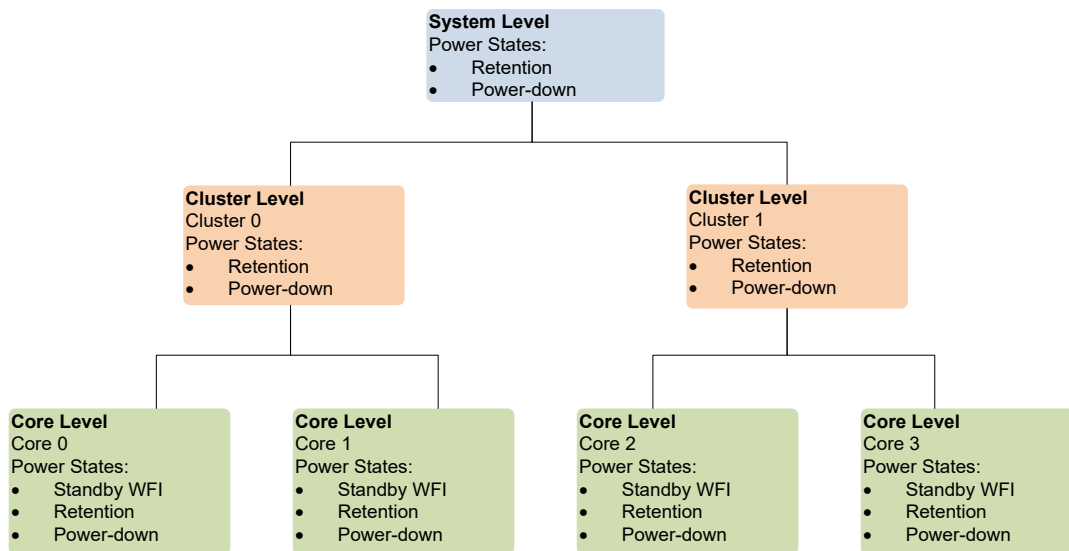 System Level
Power States:
• Retention
• Power-down
Cluster Level
Cluster 0
Power States:
• Retention
• Power-down
Cluster Level
Cluster 1
Power States:
• Retention
• Power-down
Core Level
Core 0
Power States:
• Standby WFI
• Retention
• Power-down
Core Level
Core 1
Power States:
• Standby WFI
• Retention
• Power-down
Core Level
Core 2
Power States:
• Standby WFI
• Retention
• Power-down
Core Level
Core 3
Power States:
• Standby WFI
• Retention
• Power-down